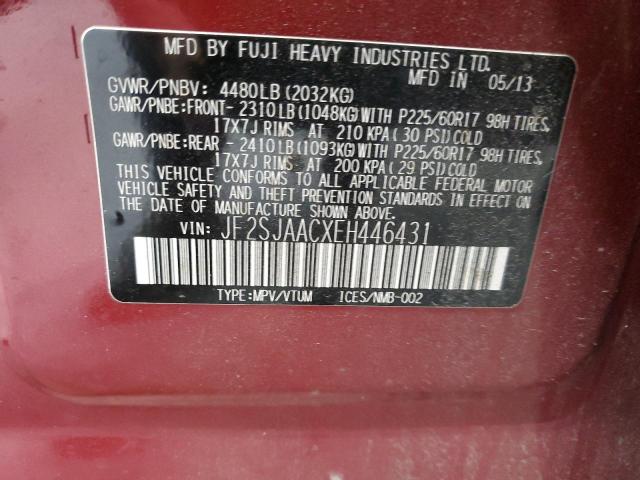 MFD BY FUJI HEAVY INDUSTRIES LTD.
MFD IN 05/13
GVWR/PNBV: 4480LB(2032KG)
GAWR/PNBE:FRONT- 2310LB(1048KG)WITH P225/60R17 98H TIRES,
17X7J RIMS AT 210 KPA(30 PSI)COLD
GAWR/PNBE:REAR - 2410LB(1093KG)WITH P225/60R17 98H TIRES,
17X7J RIMS AT 200 KPA(29 PSI)COLD
THIS VEHICLE CONFORMS TO ALL APPLICABLE FEDERAL MOTOR
VEHICLE SAFETY AND THEFT PREVENTION STANDARDS IN EFFECT
ON THE DATE OF MANUFACTURE SHOWN ABOVE.
VIN: JF2SJAACXEH446431
TYPE:MPV/VTUM ICES/NMB-002